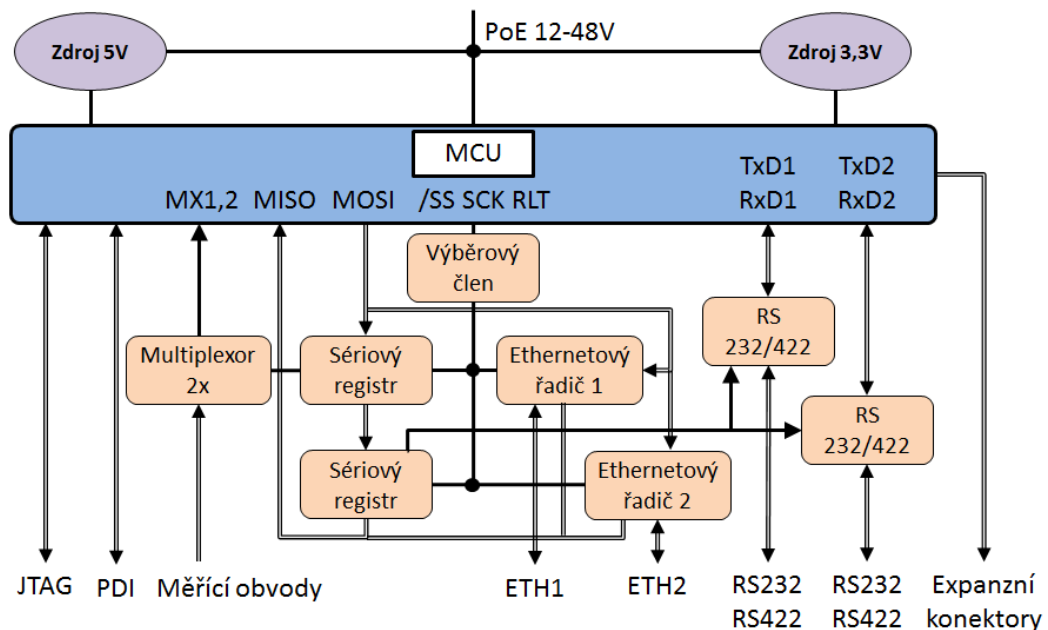 PoE 12-48V
Zdroj 5V
Zdroj 3,3V
MCU
TxD1
TxD2
MX1,2 MISO MOSI /SS SCK RLT
RxD1
RxD2
Výběrový
člen
RS
232/422
Multiplexor
2x
Sériový
registr
Ethernetový
řadič 1
RS
232/422
Sériový
registr
Ethernetový
řadič 2
JTAG
PDI
Měřící obvody
ETH1
ETH2
RS232
RS422
RS232
RS422
Expanzní
konektory